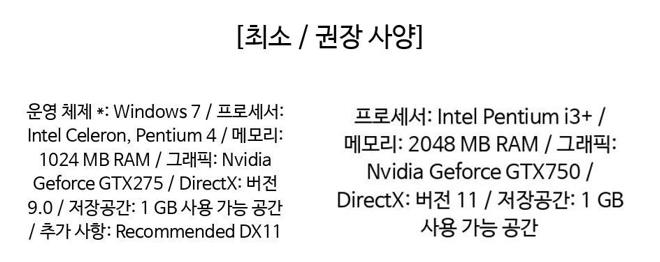 [최소 / 권장 사양]
운영 체제 *: Windows 7 / 프로세서:
Intel Celeron, Pentium 4 / 메모리:
1024 MB RAM / 그래픽: Nvidia
Geforce GTX275 / DirectX: 버전
9.0 / 저장공간: 1 GB 사용 가능 공간
/ 추가 사항: Recommended DX11
프로세서: Intel Pentium i3+ /
메모리: 2048 MB RAM / 그래픽:
Nvidia Geforce GTX750 /
DirectX: 버전 11 / 저장공간: 1 GB
사용 가능 공간